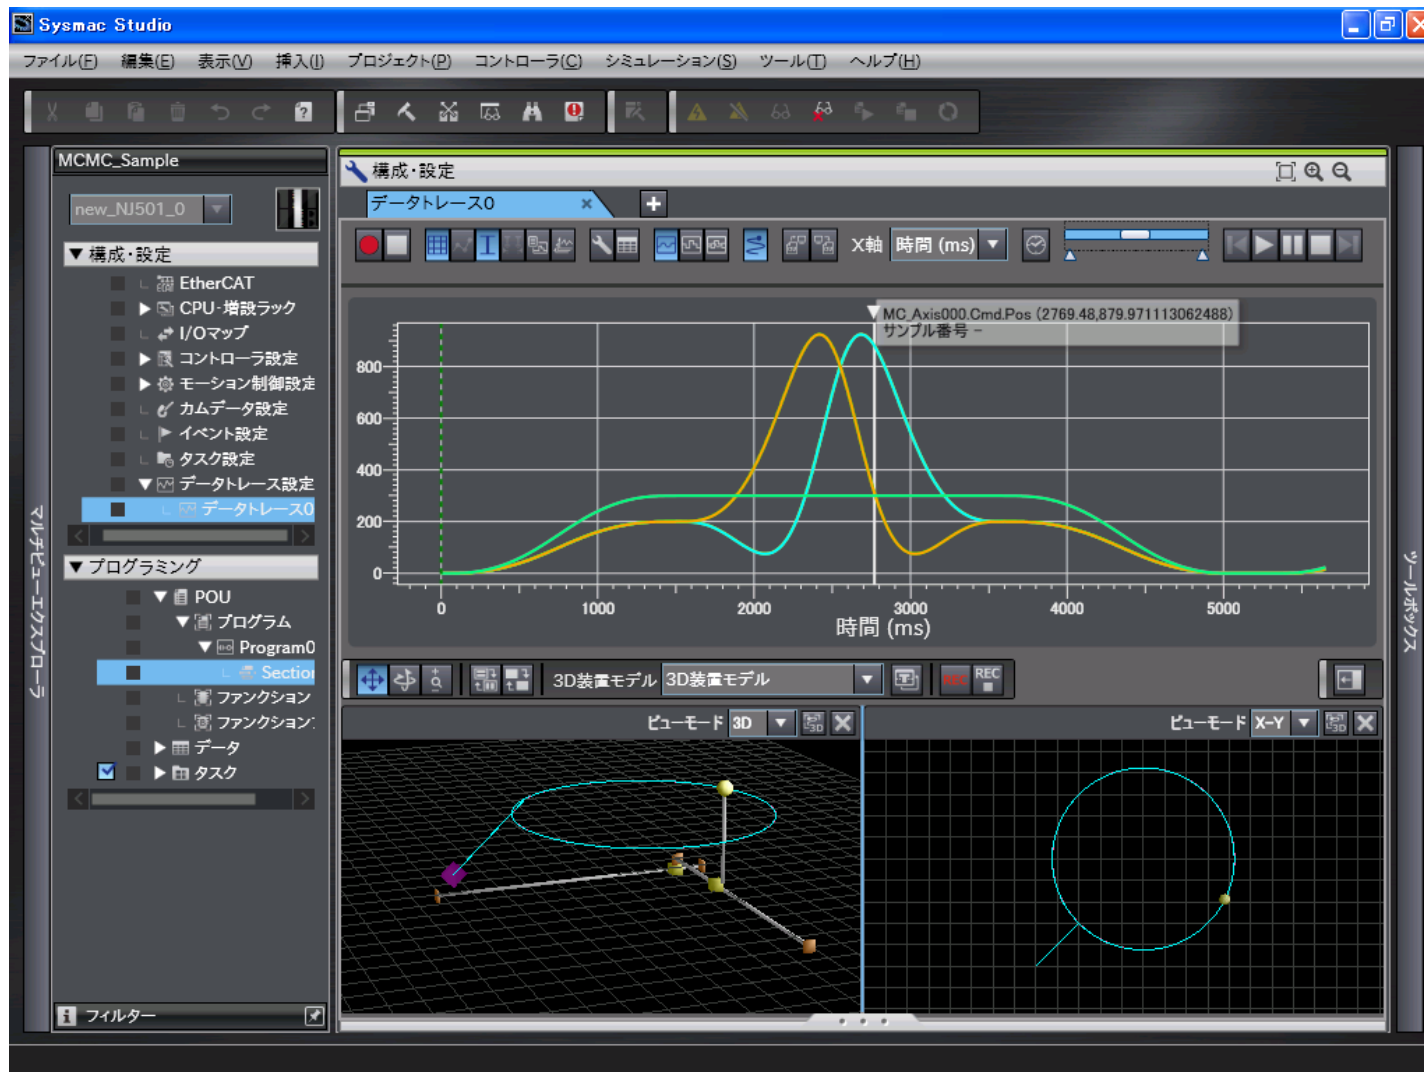 Sysmac Studio
ファイル(F) 編集(E) 表示(V) 挿入(I) プロジェクト(P) コントローラ(C) シミュレーション(S) ツール(T) ヘルプ(H)
MCMC_Sample
new_NJ501_0
構成・設定
EtherCAT
CPU・増設ラック
I/Oマップ
コントローラ設定
モーション制御設定
カムデータ設定
イベント設定
タスク設定
データトレース設定
データトレース0
プログラミング
POU
プログラム
Program0
Section
ファンクション
ファンクション
データ
タスク
フィルター
マルチビューエクスプローラ
構成・設定
データトレース0
X軸 時間 (ms)
MC_Axis000.Cmd.Pos (2769.48,879.971113062488)
サンプル番号 −
800
600
400
200
0
0 1000 2000 3000 4000 5000
時間 (ms)
3D装置モデル 3D装置モデル REC REC
ビューモード 3D
ビューモード X-Y
ツールボックス